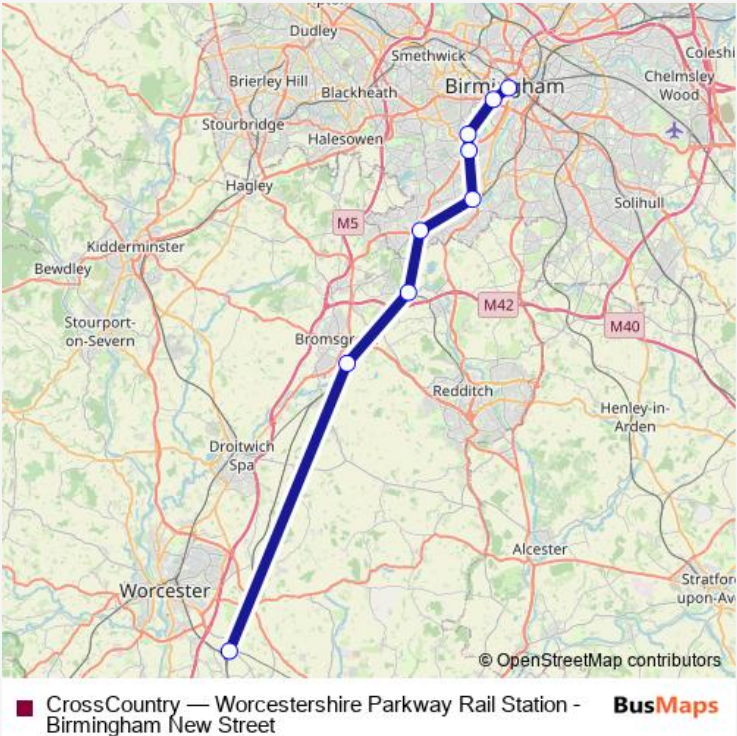 Dudley
Coleshi
Smethwick
Birmingham
Chelmsley
Wood
Brierley Hill
Blackheath
Stourbridge
Halesowen
Hagley
Solihull
M5
Kidderminster
Bewdley
M42
M40
Stourport-
on-Severn
Bromsgr
Redditch
Henley-in-
Arden
Droitwich
Spa
Alcester
Worcester
Stratfor
upon-Av
© OpenStreetMap contributors
CrossCountry — Worcestershire Parkway Rail Station -
Birmingham New Street
BusMaps